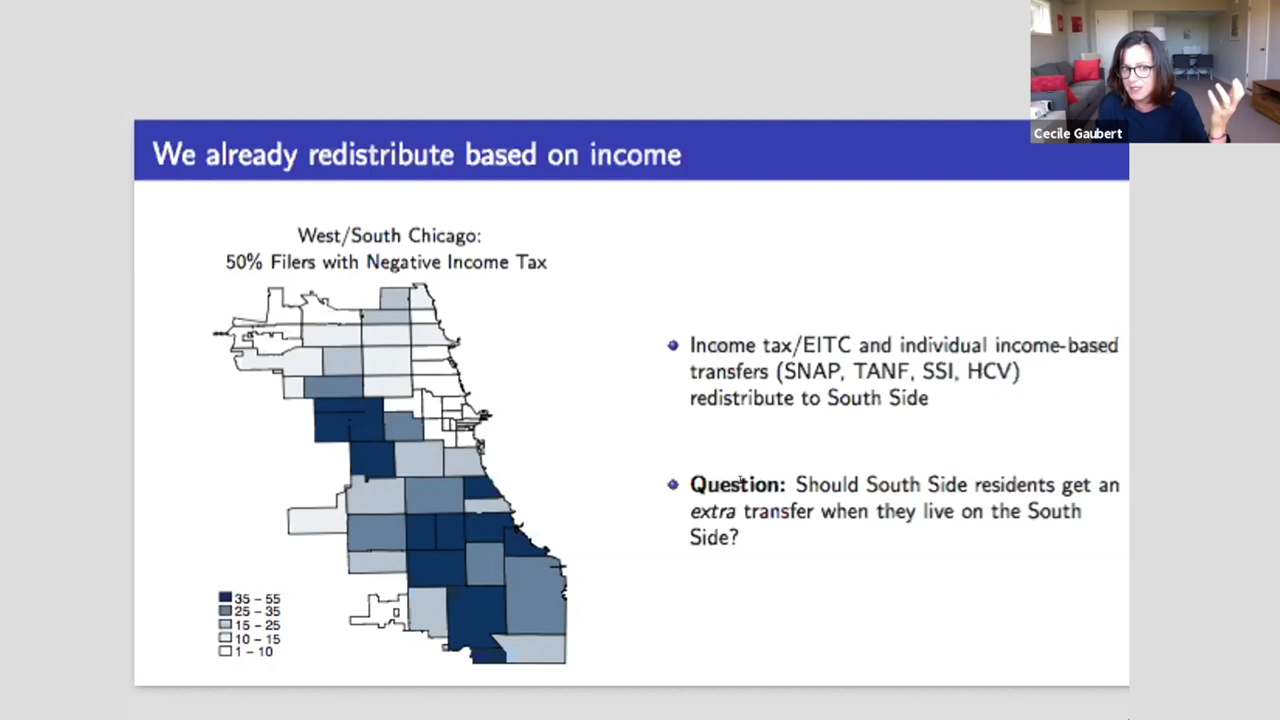 Cecile Gaubert
We already redistribute based on income
West/South Chicago:
50% Filers with Negative Income Tax
35 – 55
25 – 35
15 – 25
10 – 15
1 – 10
Income tax/EITC and individual income-based
transfers (SNAP, TANF, SSI, HCV)
redistribute to South Side
Question: Should South Side residents get an
extra transfer when they live on the South
Side?